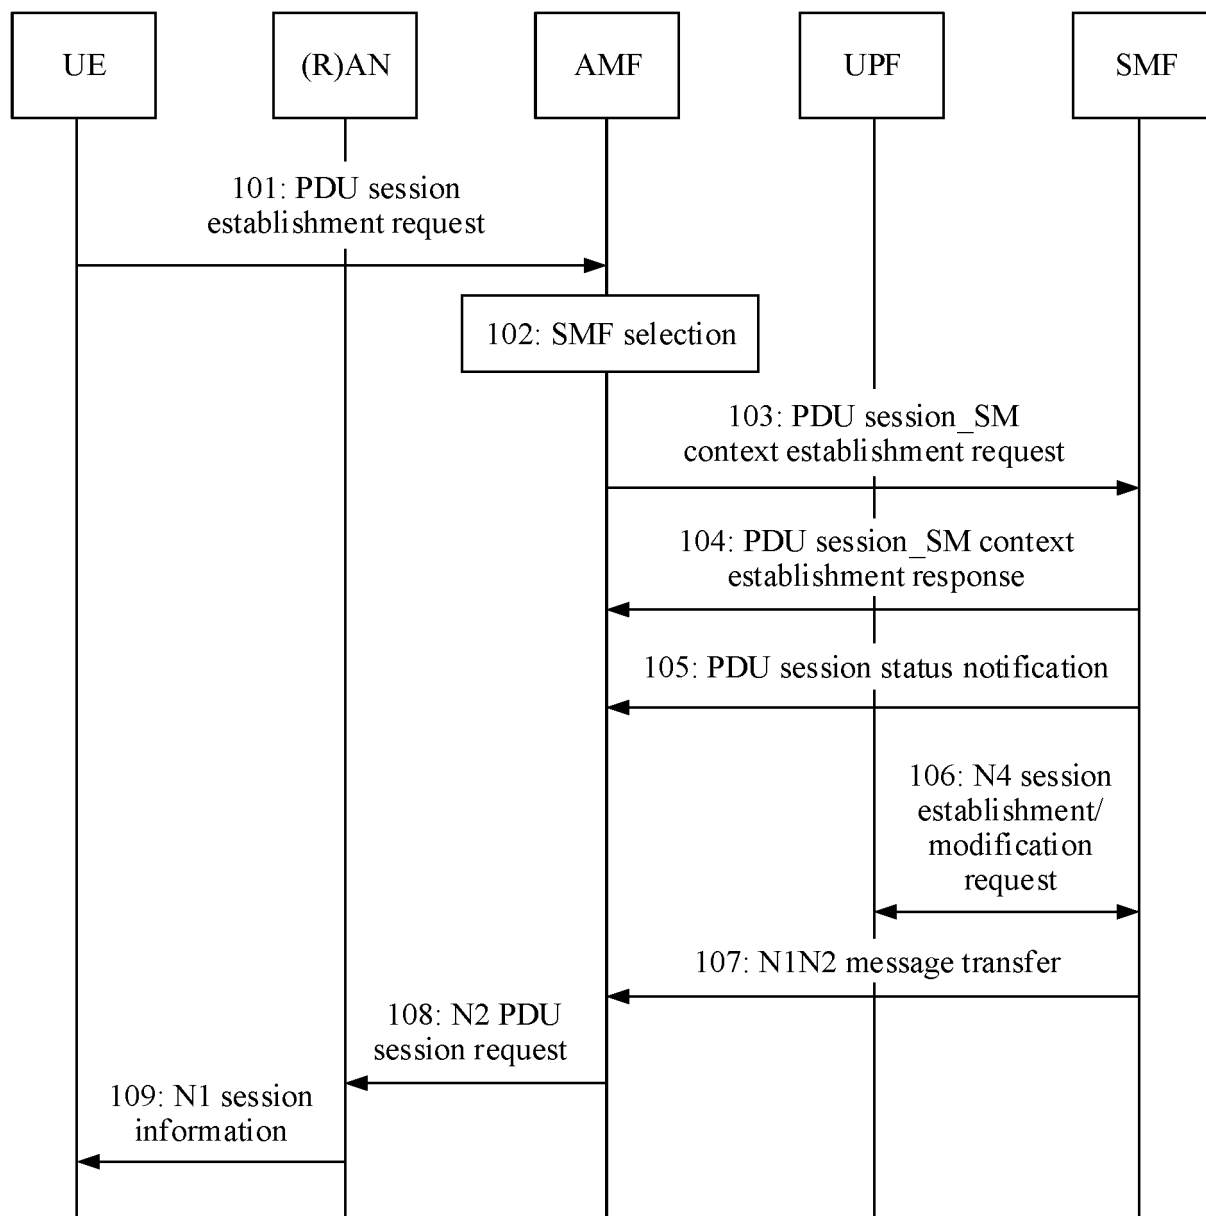 UE
(R)AN
AMF
UPF
SMF
101: PDU session
establishment request
102: SMF selection
103: PDU session_SM
context establishment request
104: PDU session_SM context
establishment response
105: PDU session status notification
106: N4 session
establishment/
modification
request
107: N1N2 message transfer
108: N2 PDU
session request
109: N1 session
information